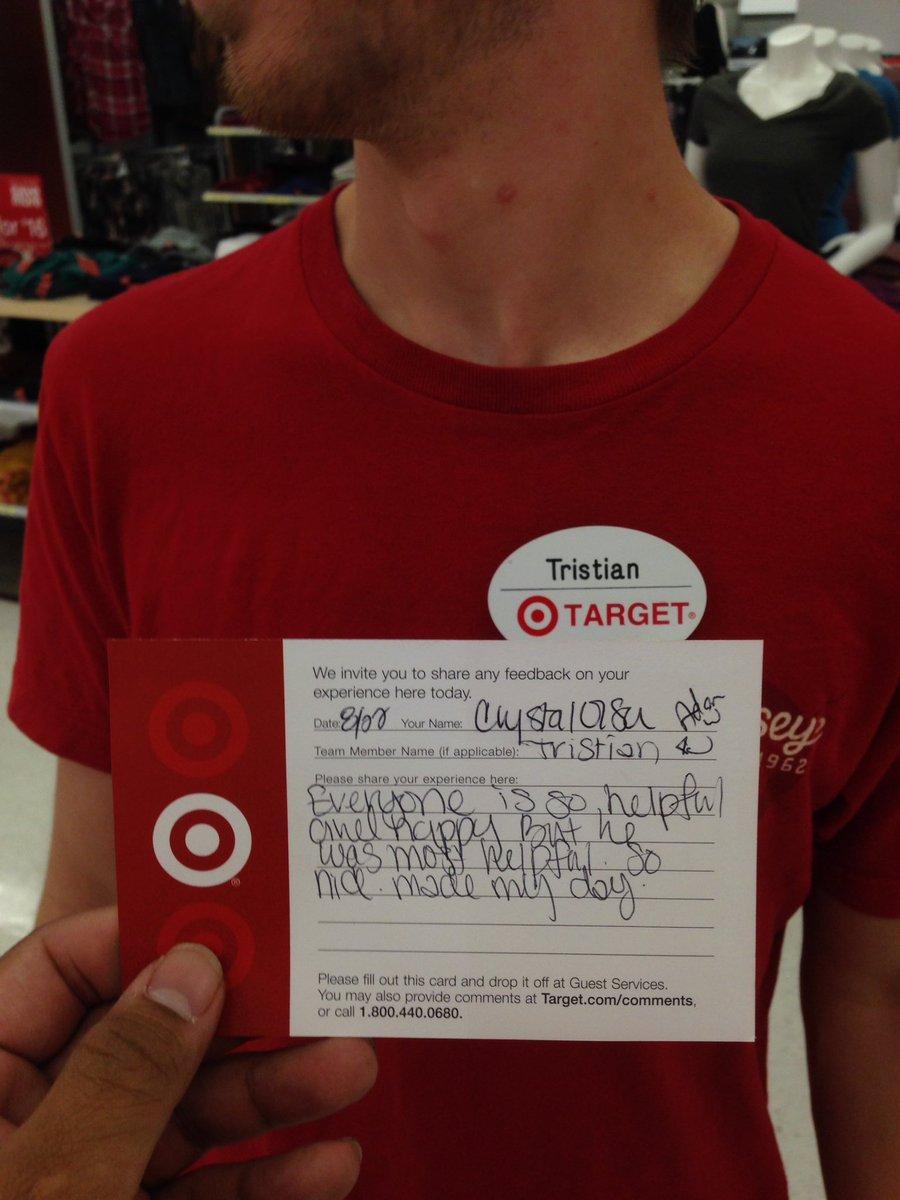 for $16
Tristian
TARGET®
sey
1962
We invite you to share any feedback on your
experience here today.
Date: Your Name: Crystal
Team Member Name (if applicable): Tristian
Please share your experience here:
Everyone is so helpful
and happy But he
was most helpful. So
nice. made my day.
Please fill out this card and drop it off at Guest Services.
You may also provide comments at Target.com/comments,
or call 1.800.440.0680.